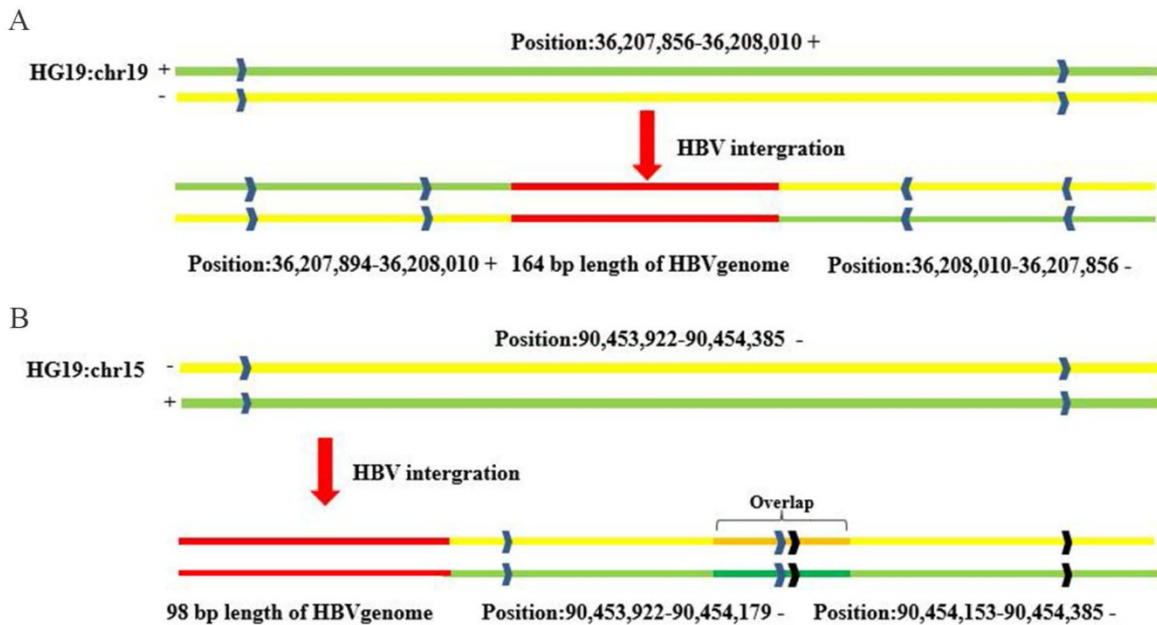 A
Position:36,207,856-36,208,010 +
HG19:chr19 +
-
HBV intergration
Position:36,207,894-36,208,010 + 164 bp length of HBVgenome Position:36,208,010-36,207,856 -
B
Position:90,453,922-90,454,385 -
HG19:chr15 -
+
HBV intergration
Overlap
98 bp length of HBVgenome Position:90,453,922-90,454,179 - Position:90,454,153-90,454,385 -